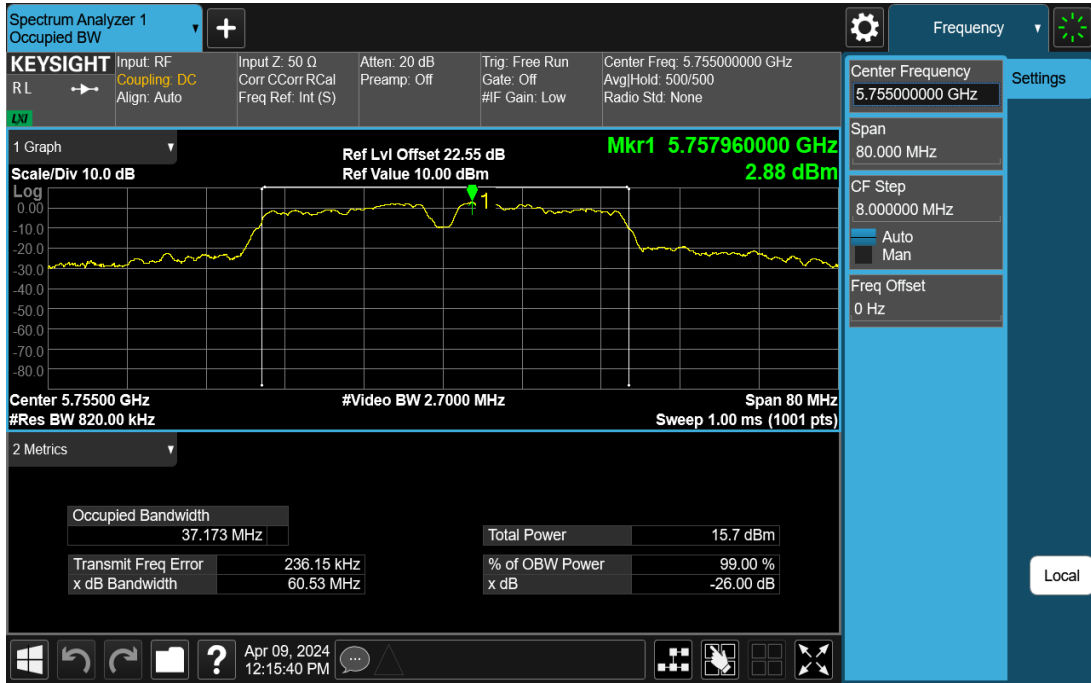 Spectrum Analyzer 1
Occupied BW
+
Frequency
KEYSIGHT
RL
LXI
Input: RF
Coupling: DC
Align: Auto
Input Z: 50 Ω
Corr CCorr RCal
Freq Ref: Int (S)
Atten: 20 dB
Preamp: Off
Trig: Free Run
Gate: Off
#IF Gain: Low
Center Freq: 5.755000000 GHz
Avg|Hold: 500/500
Radio Std: None
Center Frequency
5.755000000 GHz
Settings
Span
80.000 MHz
CF Step
8.000000 MHz
Auto
Man
Freq Offset
0 Hz
Local
1 Graph
Scale/Div 10.0 dB
Ref Lvl Offset 22.55 dB
Ref Value 10.00 dBm
Mkr1 5.757960000 GHz
2.88 dBm
Log
0.00
-10.0
-20.0
-30.0
-40.0
-50.0
-60.0
-70.0
-80.0
1
Center 5.75500 GHz
#Res BW 820.00 kHz
#Video BW 2.7000 MHz
Span 80 MHz
Sweep 1.00 ms (1001 pts)
2 Metrics
Occupied Bandwidth
37.173 MHz
Transmit Freq Error 236.15 kHz
x dB Bandwidth 60.53 MHz
Total Power 15.7 dBm
% of OBW Power 99.00 %
x dB -26.00 dB
?
Apr 09, 2024
12:15:40 PM